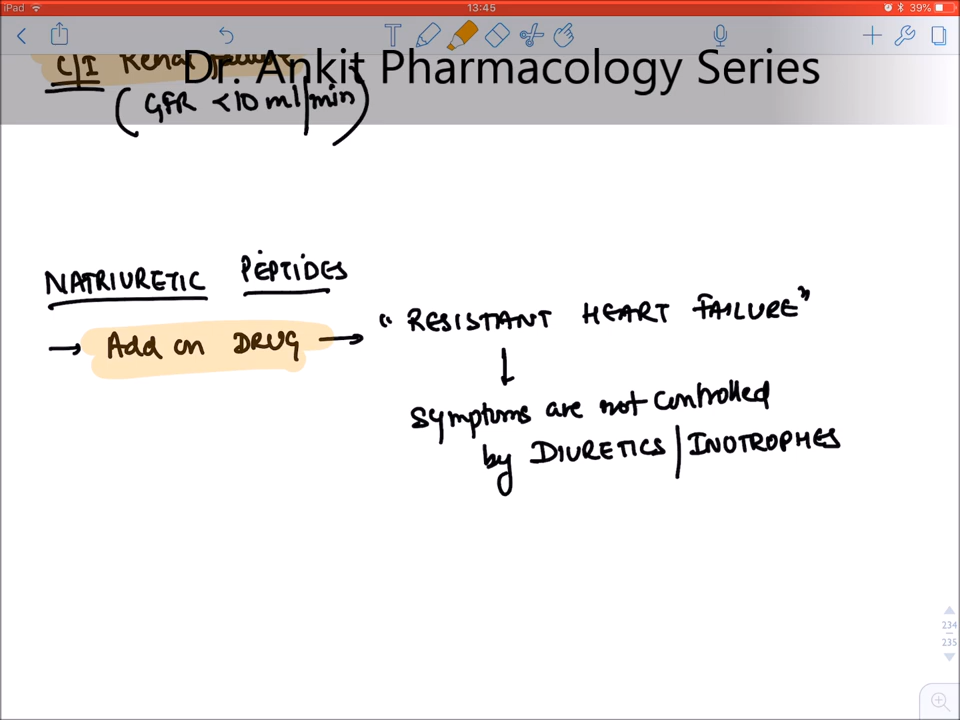 iPad
13:45
39%
T
C/I Renal
Dr. Ankit Pharmacology Series
(GFR <10 ml/min)
NATRIURETIC PEPTIDES
→ Add on DRUG → "RESISTANT HEART FAILURE"
↓
Symptoms are not controlled
by DIURETICS | INOTROPHES
234
235